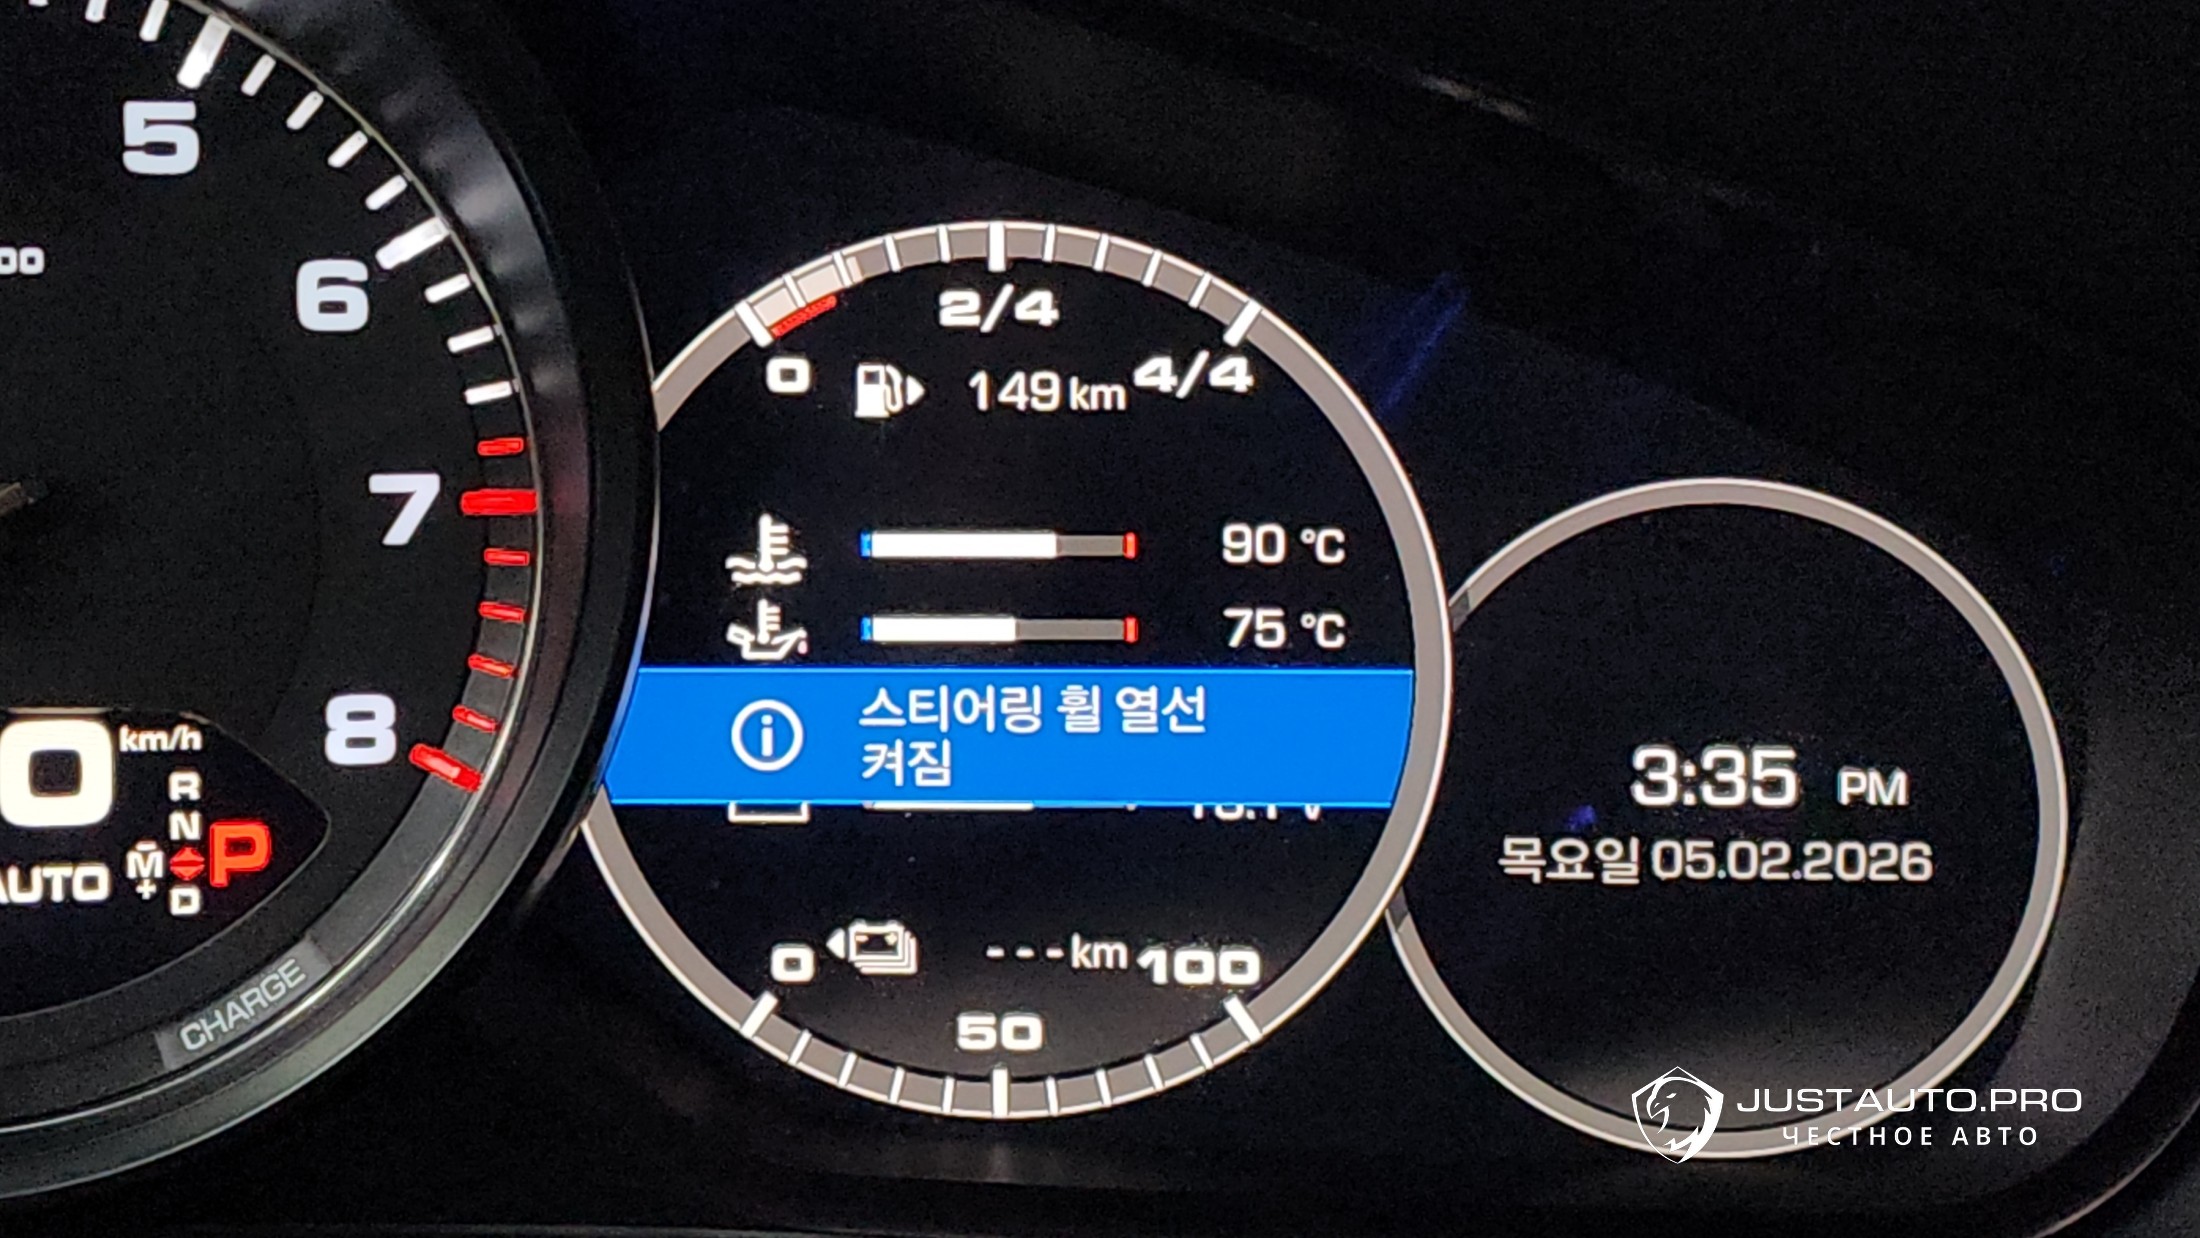 5
6
7
8
00
0 km/h
R
N
M
+
D
P
AUTO
CHARGE
2/4
0
149 km
4/4
90 °C
75 °C
스티어링 휠 열선
켜짐
0
--- km
100
50
3:35 PM
목요일 05.02.2026
JUSTAUTO.PRO
ЧЕСТНОЕ АВТО